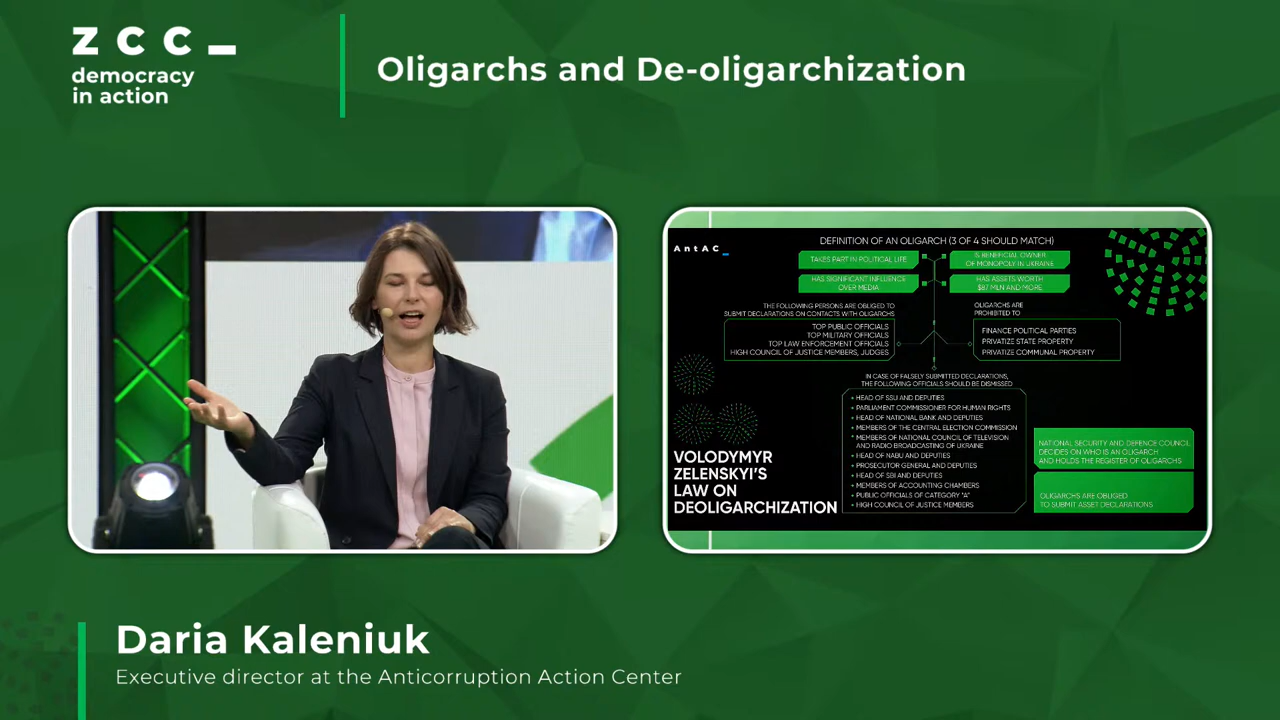 zcc_
democracy
in action
Oligarchs and De-oligarchization
AntAC_
DEFINITION OF AN OLIGARCH (3 OF 4 SHOULD MATCH)
TAKES PART IN POLITICAL LIFE
IS BENEFICIAL OWNER
OF MONOPOLY IN UKRAINE
HAS SIGNIFICANT INFLUENCE
OVER MEDIA
HAS ASSETS WORTH
$87 MLN AND MORE
THE FOLLOWING PERSONS ARE OBLIGED TO
SUBMIT DECLARATIONS ON CONTACTS WITH OLIGARCHS
TOP PUBLIC OFFICIALS
TOP MILITARY OFFICIALS
TOP LAW ENFORCEMENT OFFICIALS
HIGH COUNCIL OF JUSTICE MEMBERS, JUDGES
OLIGARCHS ARE
PROHIBITED TO
FINANCE POLITICAL PARTIES
PRIVATIZE STATE PROPERTY
PRIVATIZE COMMUNAL PROPERTY
IN CASE OF FALSELY SUBMITTED DECLARATIONS,
THE FOLLOWING OFFICIALS SHOULD BE DISMISSED
• HEAD OF SSU AND DEPUTIES
• PARLIAMENT COMMISSIONER FOR HUMAN RIGHTS
• HEAD OF NATIONAL BANK AND DEPUTIES
• MEMBERS OF THE CENTRAL ELECTION COMMISSION
• MEMBERS OF NATIONAL COUNCIL OF TELEVISION
AND RADIO BROADCASTING OF UKRAINE
• HEAD OF NABU AND DEPUTIES
• PROSECUTOR GENERAL AND DEPUTIES
• HEAD OF SBI AND DEPUTIES
• MEMBERS OF ACCOUNTING CHAMBERS
• PUBLIC OFFICIALS OF CATEGORY "A"
• HIGH COUNCIL OF JUSTICE MEMBERS
VOLODYMYR
ZELENSKYI'S
LAW ON
DEOLIGARCHIZATION
NATIONAL SECURITY AND DEFENCE COUNCIL
DECIDES ON WHO IS AN OLIGARCH
AND HOLDS THE REGISTER OF OLIGARCHS
OLIGARCHS ARE OBLIGED
TO SUBMIT ASSET DECLARATIONS
Daria Kaleniuk
Executive director at the Anticorruption Action Center